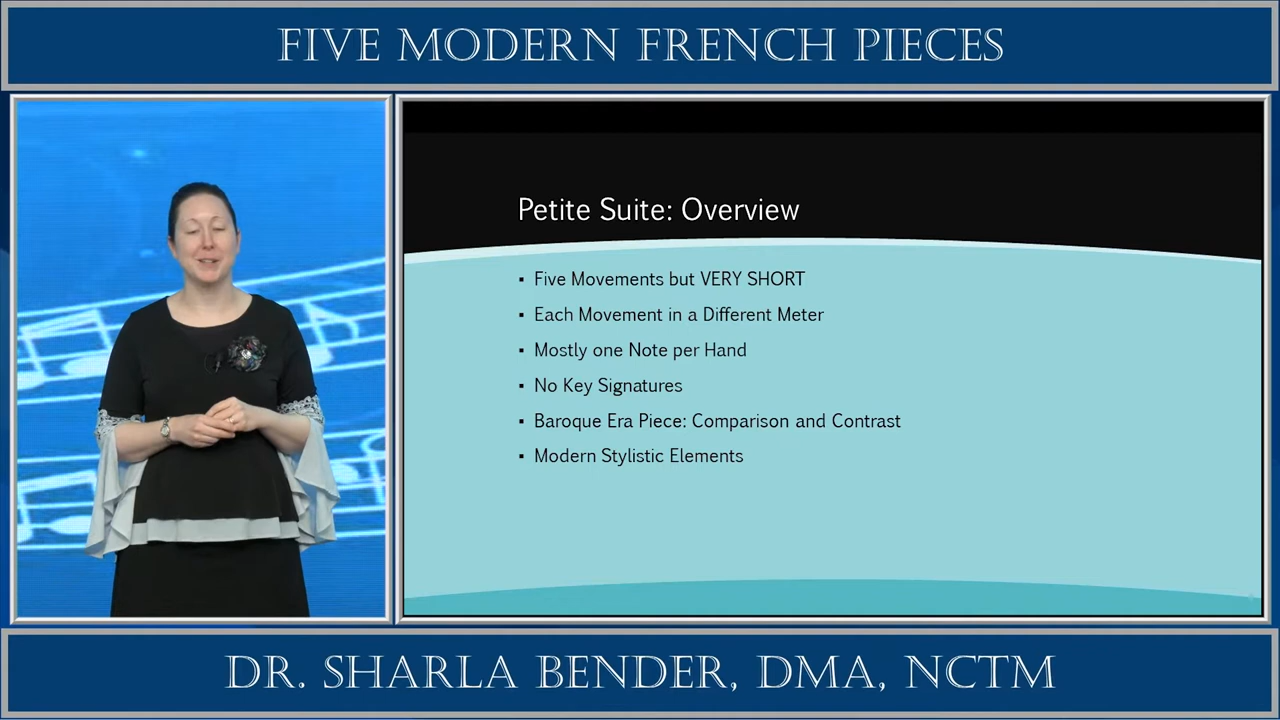 FIVE MODERN FRENCH PIECES
Petite Suite: Overview
▪ Five Movements but VERY SHORT
▪ Each Movement in a Different Meter
▪ Mostly one Note per Hand
▪ No Key Signatures
▪ Baroque Era Piece: Comparison and Contrast
▪ Modern Stylistic Elements
DR. SHARLA BENDER, DMA, NCTM